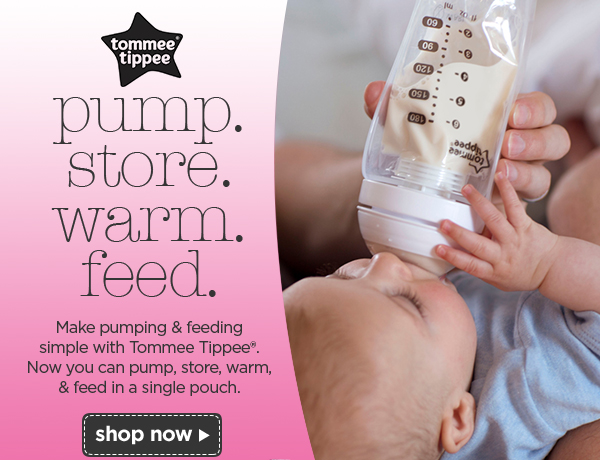 tommee
tippee
pump.
store.
warm.
feed.
Make pumping & feeding
simple with Tommee Tippee®.
Now you can pump, store, warm,
& feed in a single pouch.
shop now
fl oz ml
60
2
90
3
120
4
150
5
180
6
tommee
tippee